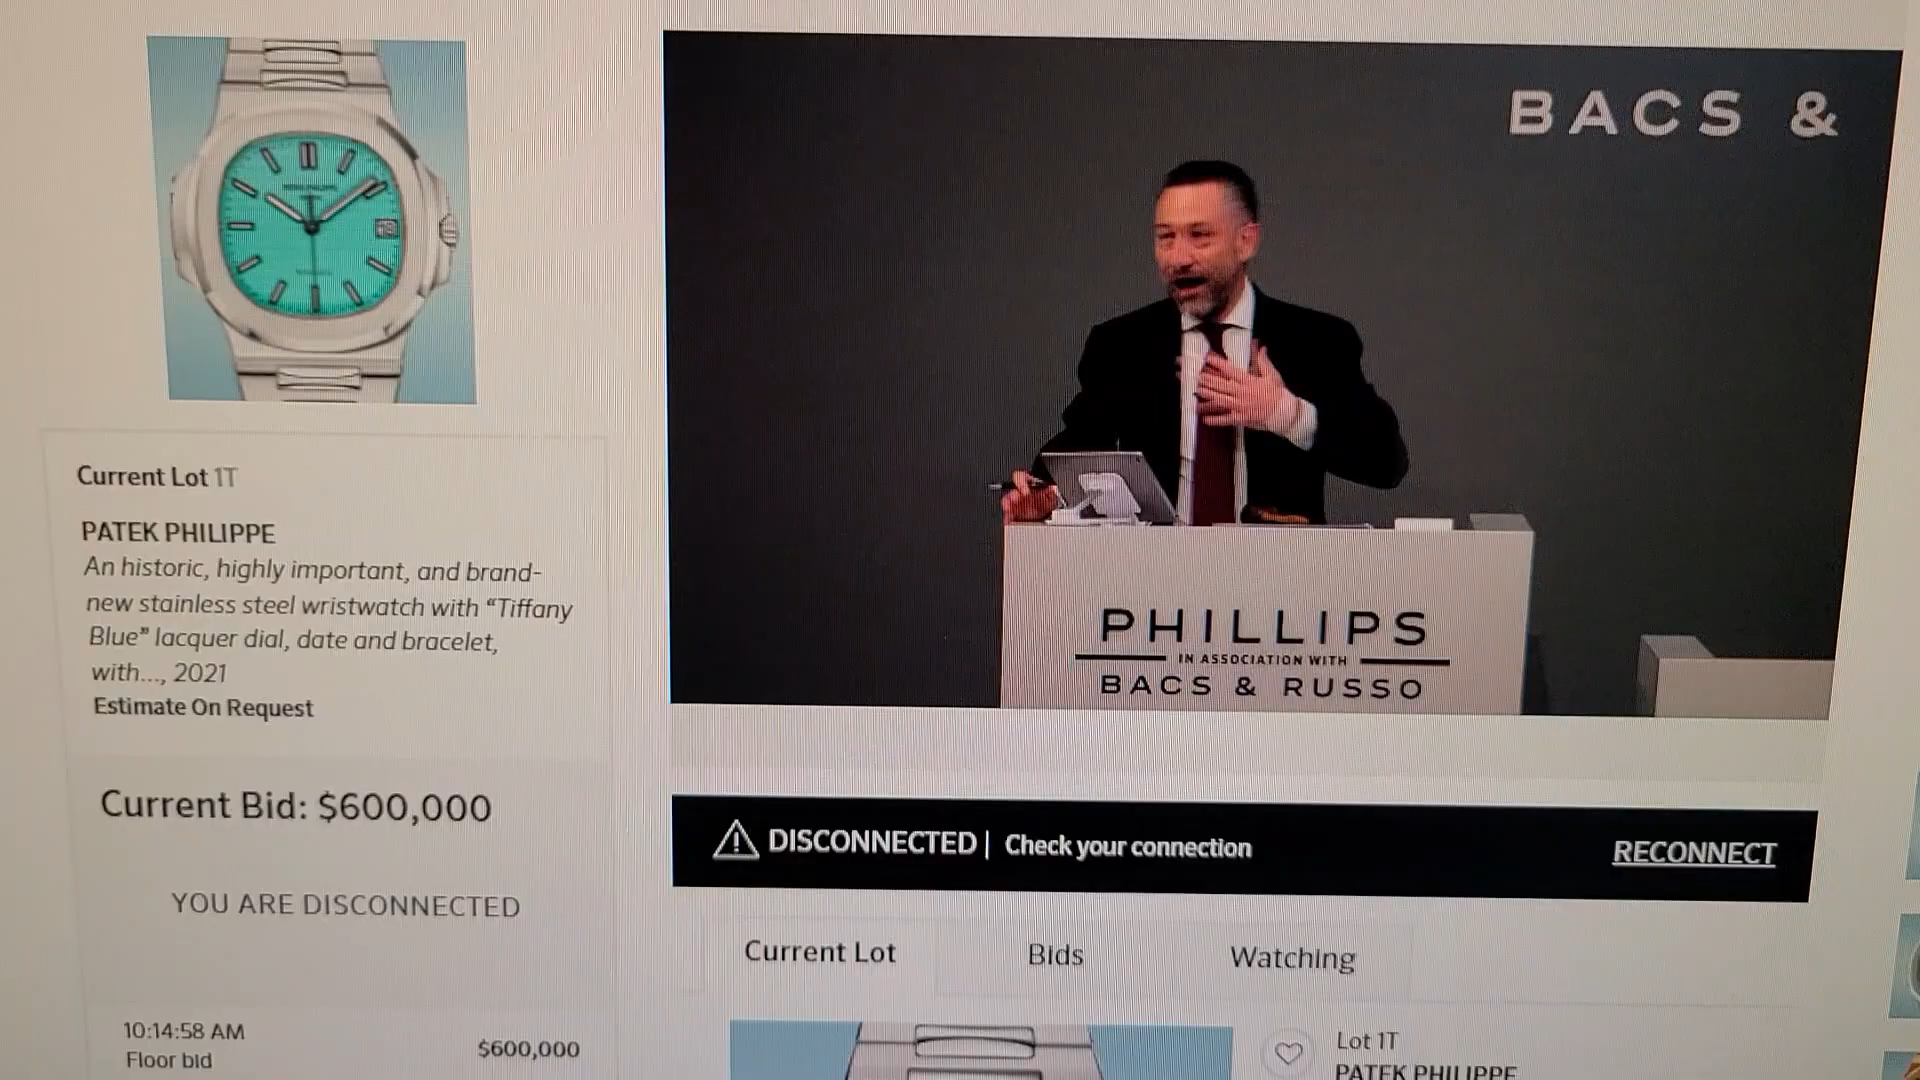 BACS &
Current Lot 1T
PATEK PHILIPPE
An historic, highly important, and brand-
new stainless steel wristwatch with “Tiffany
Blue” lacquer dial, date and bracelet,
with..., 2021
Estimate On Request
Current Bid: $600,000
YOU ARE DISCONNECTED
10:14:58 AM
Floor bid
$600,000
PHILLIPS
IN ASSOCIATION WITH
BACS & RUSSO
DISCONNECTED | Check your connection
RECONNECT
Current Lot
Bids
Watching
Lot 1T
PATEK PHILIPPE